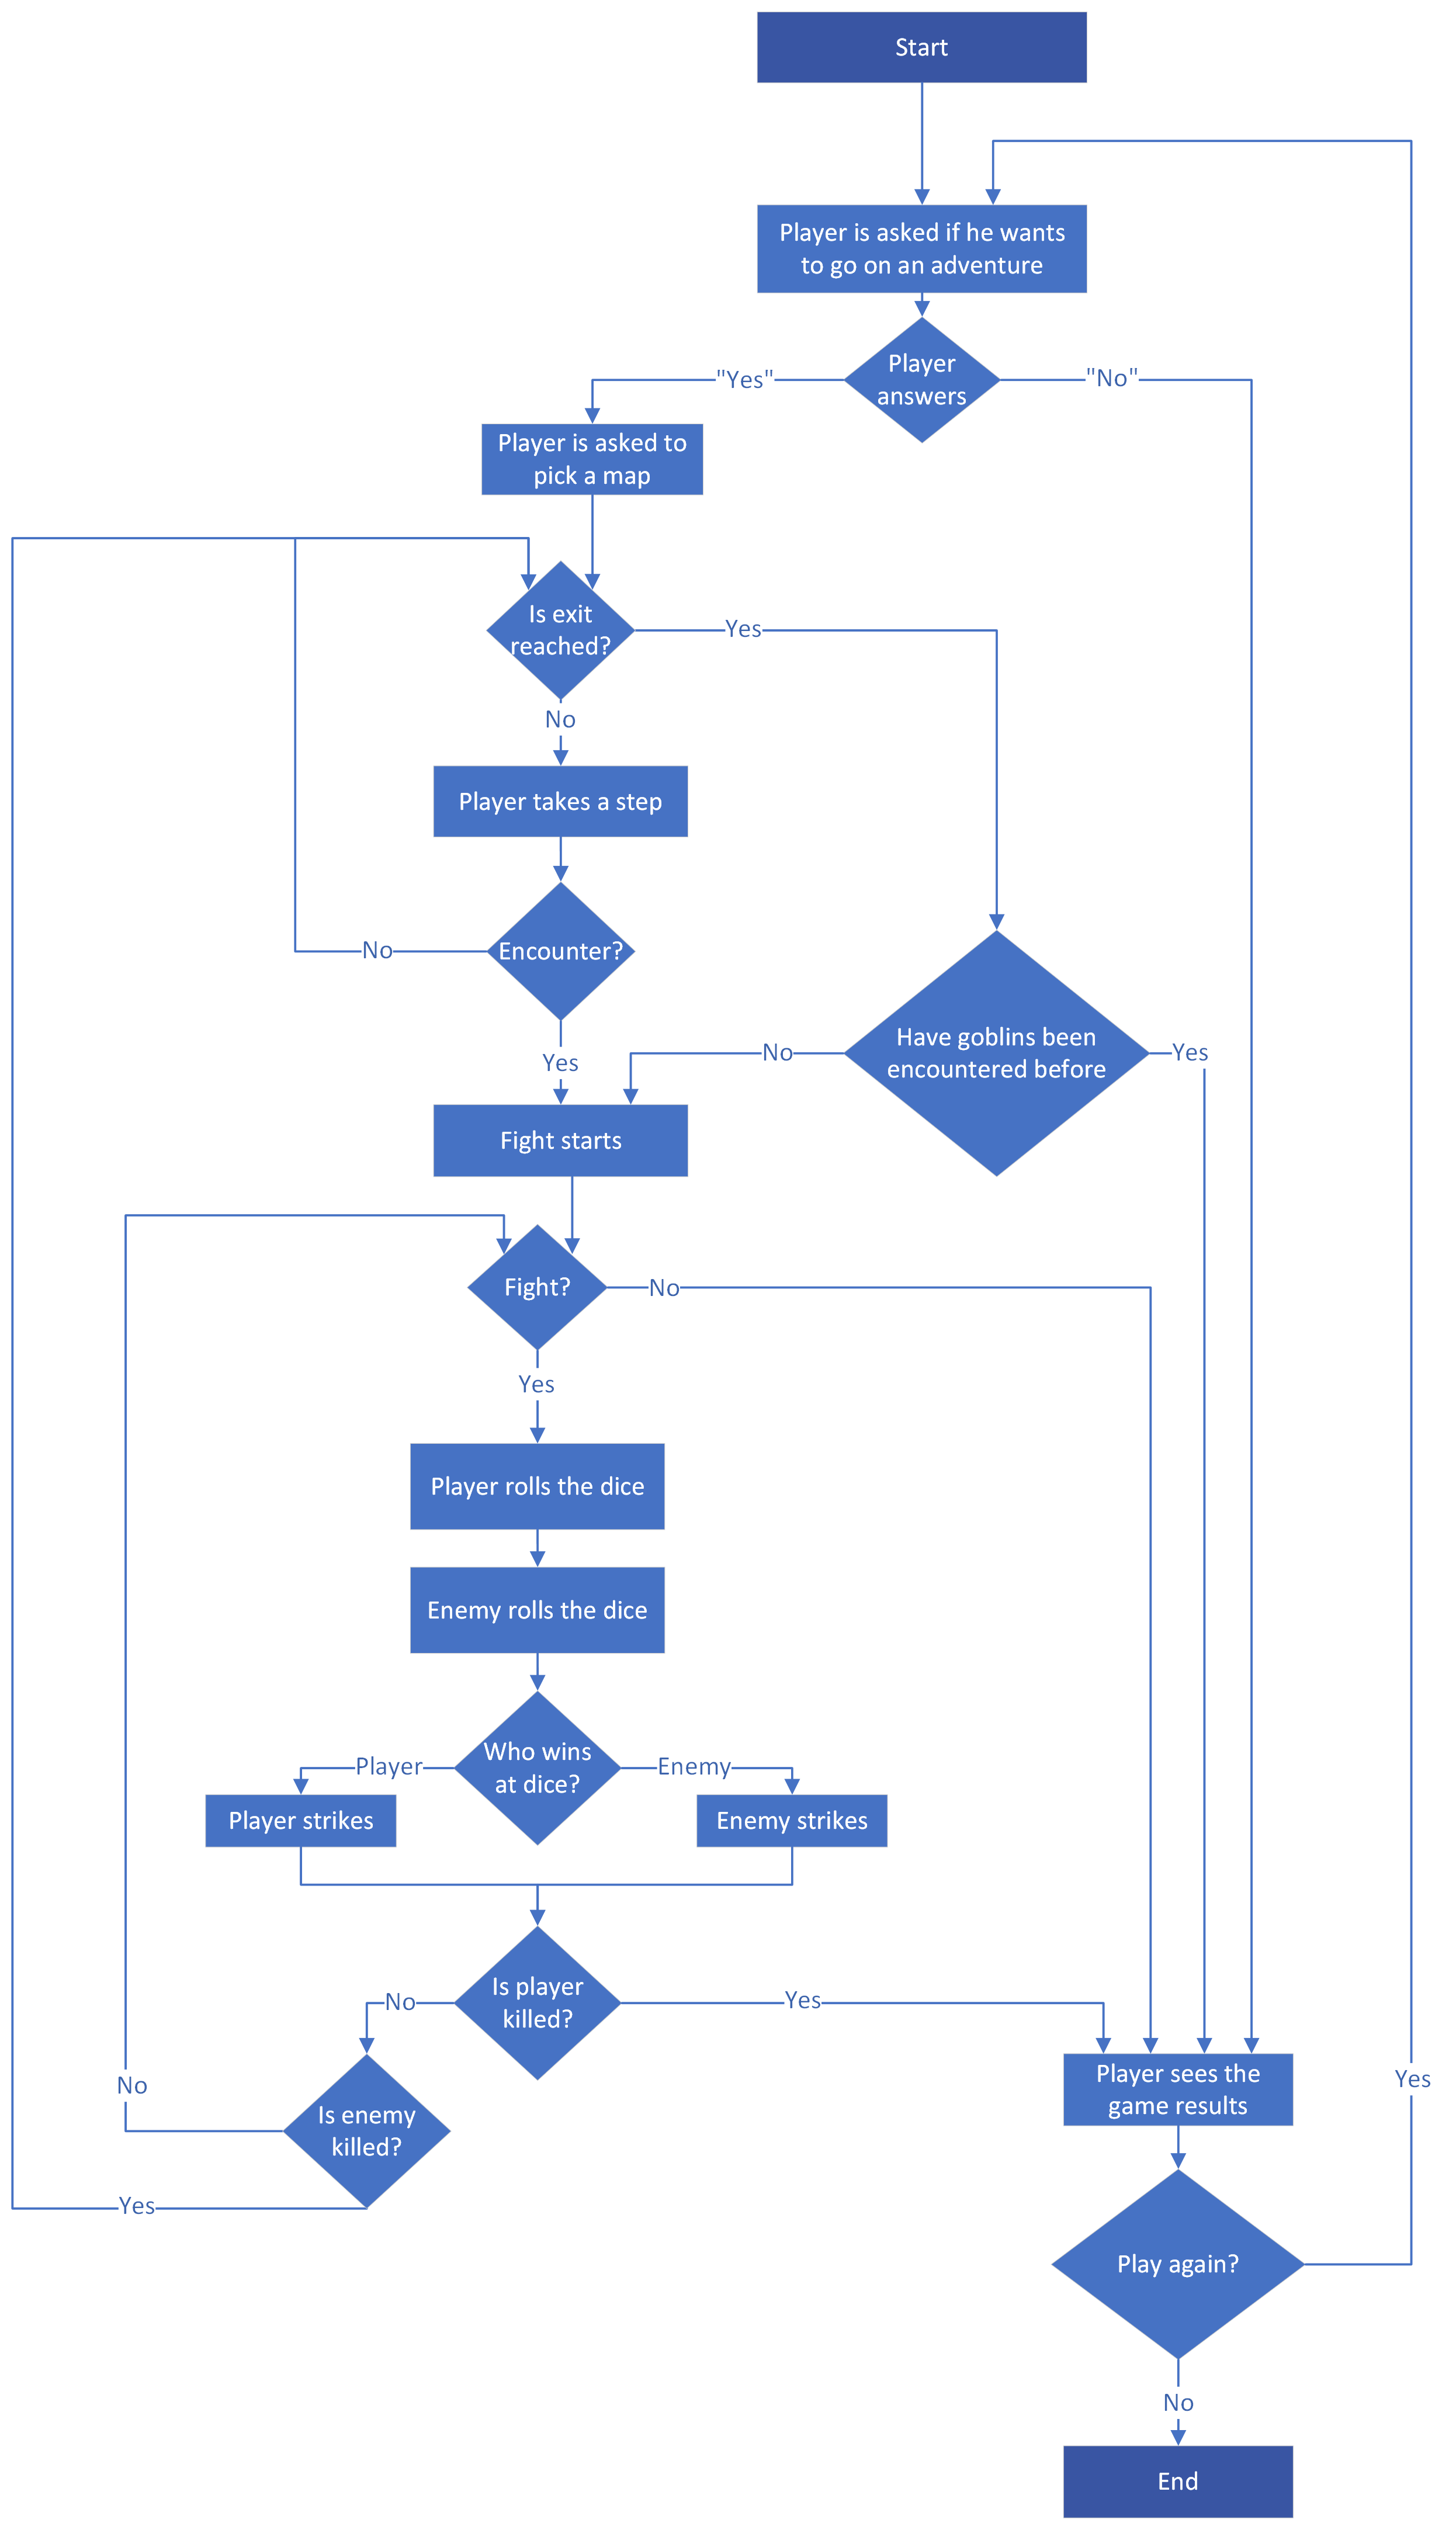 Start
Player is asked if he wants
to go on an adventure
Player
answers
"Yes"
"No"
Player is asked to
pick a map
Is exit
reached?
Yes
No
Player takes a step
Encounter?
No
Have goblins been
encountered before
No
Yes
Yes
Fight starts
Fight?
No
Yes
Player rolls the dice
Enemy rolls the dice
Who wins
at dice?
Player
Enemy
Player strikes
Enemy strikes
Is player
killed?
No
Yes
Player sees the
game results
Yes
No
Is enemy
killed?
Yes
Play again?
No
End